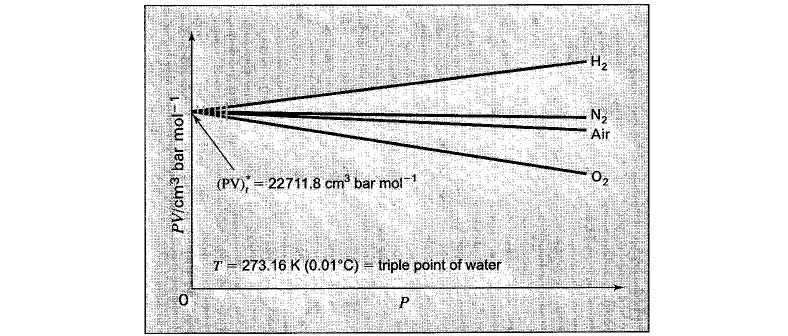 H₂
N₂
Air
O₂
PV/cm³ bar mol⁻¹
(PV)ₜ* = 22711.8 cm³ bar mol⁻¹
T = 273.16 K (0.01°C) = triple point of water
0
P